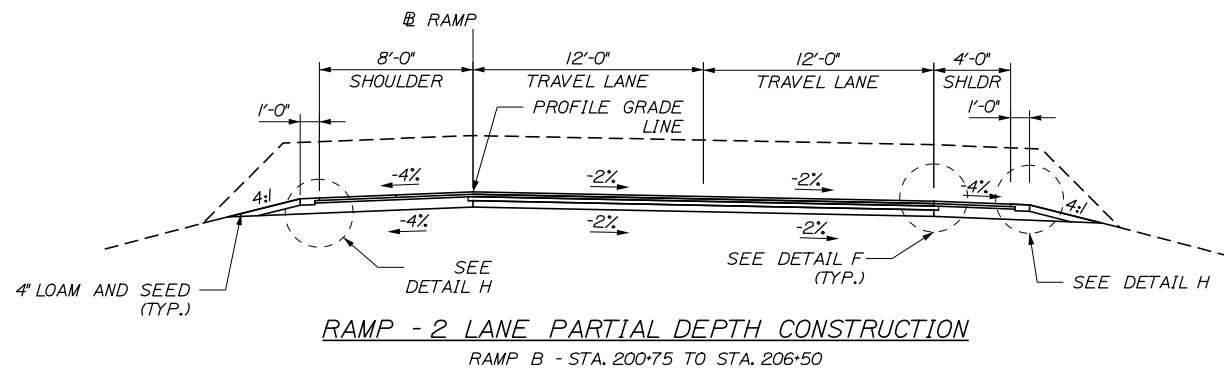 BL RAMP
8'-0"
SHOULDER
12'-0"
TRAVEL LANE
12'-0"
TRAVEL LANE
4'-0"
SHLDR
1'-0"
1'-0"
PROFILE GRADE
LINE
-4%
-2%
-2%
-4%
4:1
4:1
-4%
-2%
-2%
SEE
DETAIL H
SEE DETAIL F
(TYP.)
SEE DETAIL H
4" LOAM AND SEED
(TYP.)
RAMP - 2 LANE PARTIAL DEPTH CONSTRUCTION
RAMP B - STA. 200+75 TO STA. 206+50